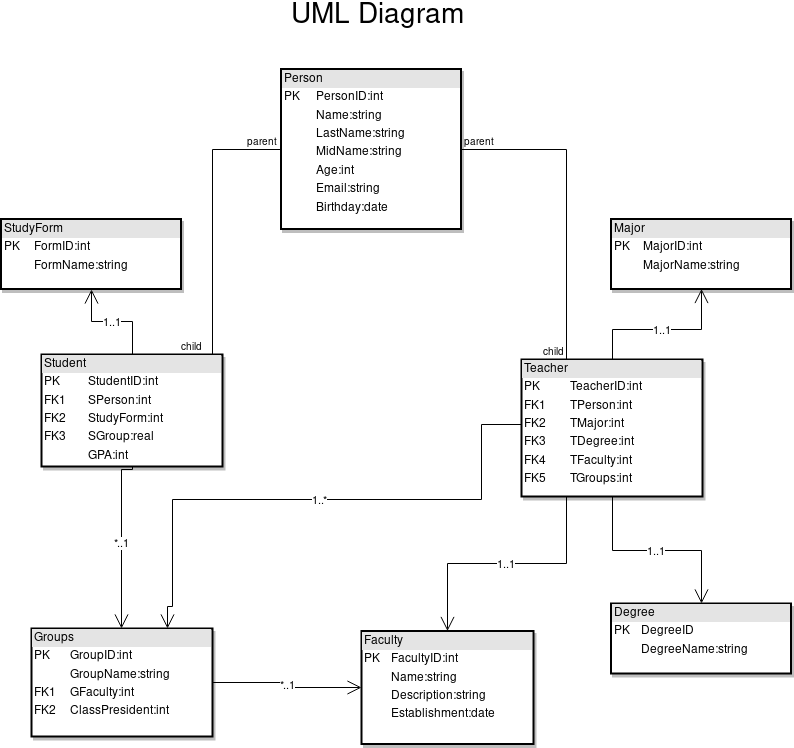 UML Diagram
Person
PK PersonID:int
Name:string
LastName:string
MidName:string
Age:int
Email:string
Birthday:date
parent
parent
StudyForm
PK FormID:int
FormName:string
Major
PK MajorID:int
MajorName:string
1..1
1..1
child
child
Student
PK StudentID:int
FK1 SPerson:int
FK2 StudyForm:int
FK3 SGroup:real
GPA:int
Teacher
PK TeacherID:int
FK1 TPerson:int
FK2 TMajor:int
FK3 TDegree:int
FK4 TFaculty:int
FK5 TGroups:int
1..*
*..1
1..1
1..1
Groups
PK GroupID:int
GroupName:string
FK1 GFaculty:int
FK2 ClassPresident:int
*..1
Faculty
PK FacultyID:int
Name:string
Description:string
Establishment:date
Degree
PK DegreeID
DegreeName:string